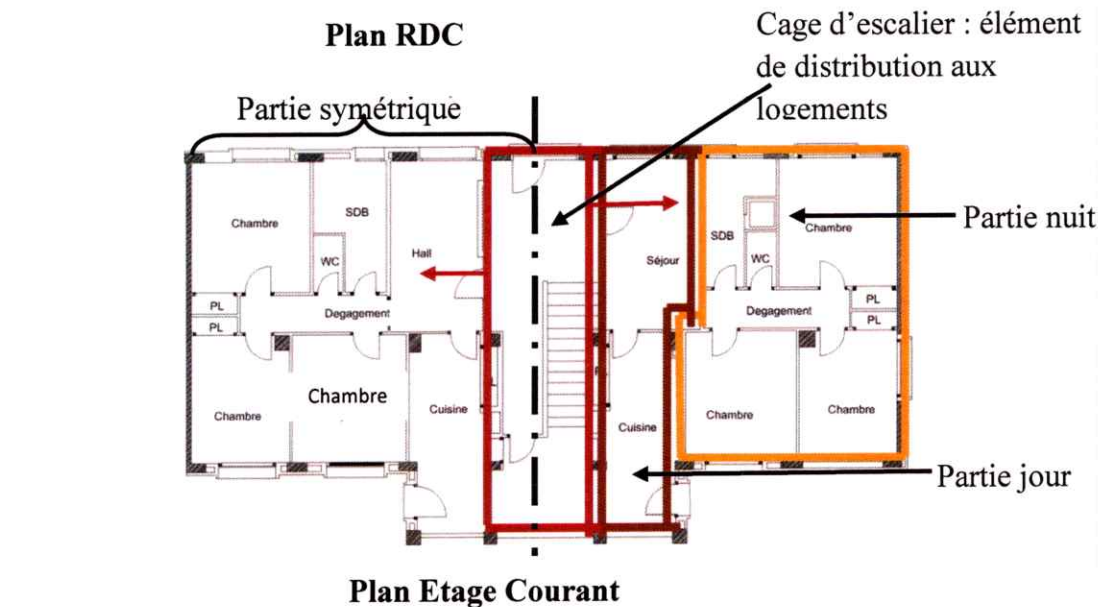 Plan RDC
Cage d'escalier : élément
de distribution aux
logements
Partie symétrique
Chambre
SDB
WC
Hall
PL
PL
Degagement
Chambre
Chambre
Cuisine
Séjour
SDB
WC
Chambre
Degagement
PL
PL
Cuisine
Chambre
Chambre
Partie nuit
Partie jour
Plan Etage Courant